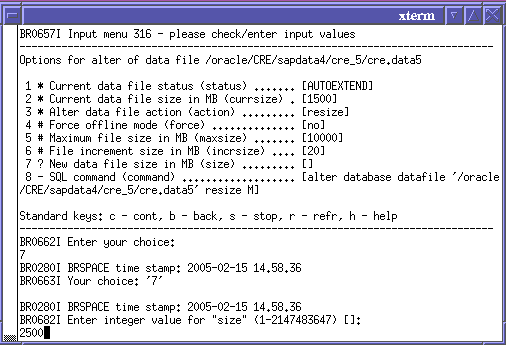 xterm
BR0657I Input menu 316 - please check/enter input values
Options for alter of data file /oracle/CRE/sapdata4/cre_5/cre.data5
1 * Current data file status (status) ....... [AUTOEXTEND]
2 * Current data file size in MB (currsize) . [1500]
3 * Alter data file action (action) ......... [resize]
4 # Force offline mode (force) .............. [no]
5 # Maximum file size in MB (maxsize) ....... [10000]
6 # File increment size in MB (incrsize) .... [20]
7 ? New data file size in MB (size) ......... []
8 - SQL command (command) ................... [alter database datafile '/oracle
/CRE/sapdata4/cre_5/cre.data5' resize M]
Standard keys: c - cont, b - back, s - stop, r - refr, h - help
BR0662I Enter your choice:
7
BR0280I BRSPACE time stamp: 2005-02-15 14.58.36
BR0663I Your choice: '7'
BR0280I BRSPACE time stamp: 2005-02-15 14.58.36
BR0682I Enter integer value for "size" (1-2147483647) []:
2500